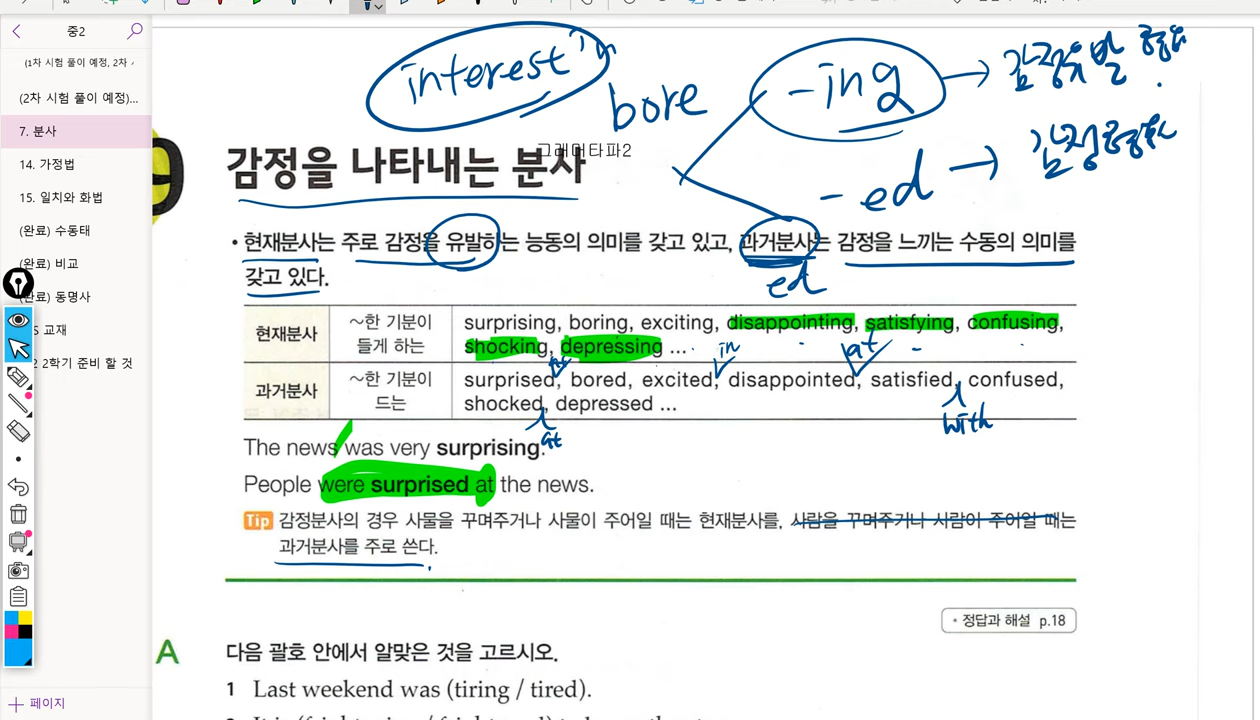 중2
(1차 시험 풀이 예정, 2차
(2차 시험 풀이 예정)...
7. 분사
14. 가정법
15. 일치와 화법
(완료) 수동태
(완료) 비교
(완료) 동명사
교재
2학기 준비 할 것
페이지
interest
in
bore
-ing → 감정유발
-ed → 감정
그래머타파2
감정을 나타내는 분사
• 현재분사는 주로 감정을 유발하는 능동의 의미를 갖고 있고, 과거분사는 감정을 느끼는 수동의 의미를
갖고 있다.
ed
현재분사 ~한 기분이 들게 하는 surprising, boring, exciting, disappointing, satisfying, confusing,
shocking, depressing ...
in
at
과거분사 ~한 기분이 드는 surprised, bored, excited, disappointed, satisfied, confused,
shocked, depressed ...
at
with
The news was very surprising.
People were surprised at the news.
Tip 감정분사의 경우 사물을 꾸며주거나 사물이 주어일 때는 현재분사를, 사람을 꾸며주거나 사람이 주어일 때는
과거분사를 주로 쓴다.
• 정답과 해설 p.18
A 다음 괄호 안에서 알맞은 것을 고르시오.
1 Last weekend was (tiring / tired).